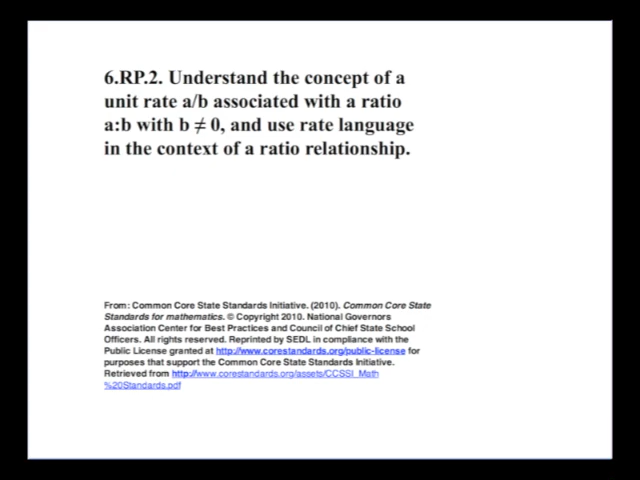 6.RP.2. Understand the concept of a
unit rate a/b associated with a ratio
a:b with b ≠ 0, and use rate language
in the context of a ratio relationship.
From: Common Core State Standards Initiative. (2010). Common Core State
Standards for mathematics. © Copyright 2010. National Governors
Association Center for Best Practices and Council of Chief State School
Officers. All rights reserved. Reprinted by SEDL in compliance with the
Public License granted at http://www.corestandards.org/public-license for
purposes that support the Common Core State Standards Initiative.
Retrieved from http://www.corestandards.org/assets/CCSSI_Math
%20Standards.pdf